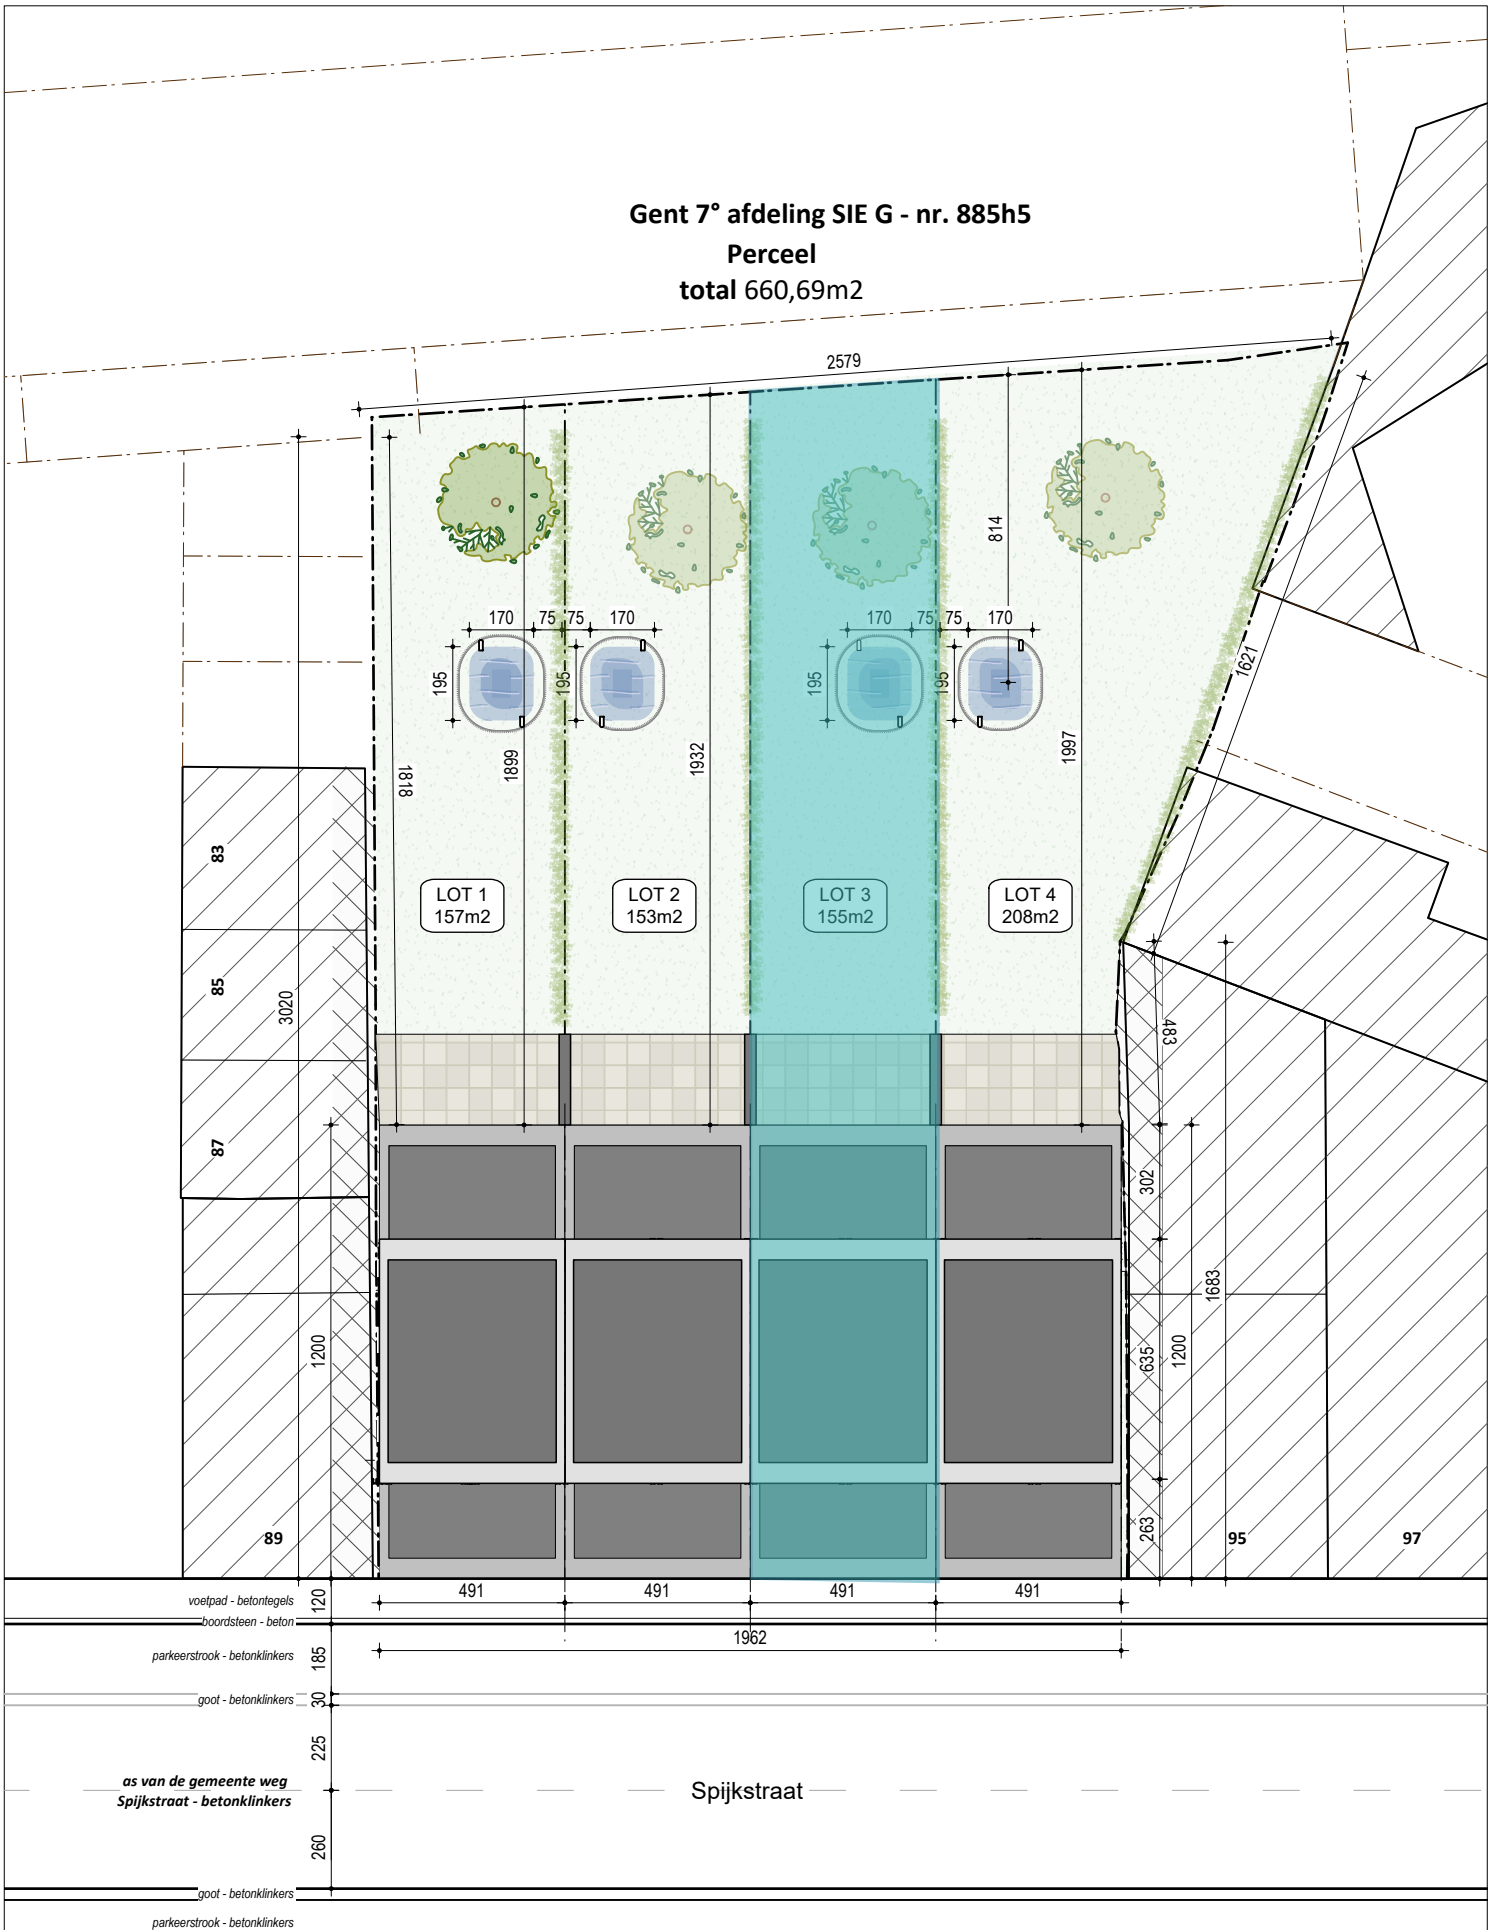 Gent 7° afdeling SIE G - nr. 885h5
Perceel
total 660,69m2
2579
814
170 75 75 170
170 75 75 170
195
195
195
195
1621
1818
1899
1932
1997
83
85
87
89
3020
LOT 1
157m2
LOT 2
153m2
LOT 3
155m2
LOT 4
208m2
483
302
1683
1200
635
1200
263
95
97
491 491 491 491
1962
voetpad - betontegels
120
boordsteen - beton
parkeerstrook - betonklinkers
185
goot - betonklinkers
30
225
as van de gemeente weg
Spijkstraat - betonklinkers
Spijkstraat
260
goot - betonklinkers
parkeerstrook - betonklinkers